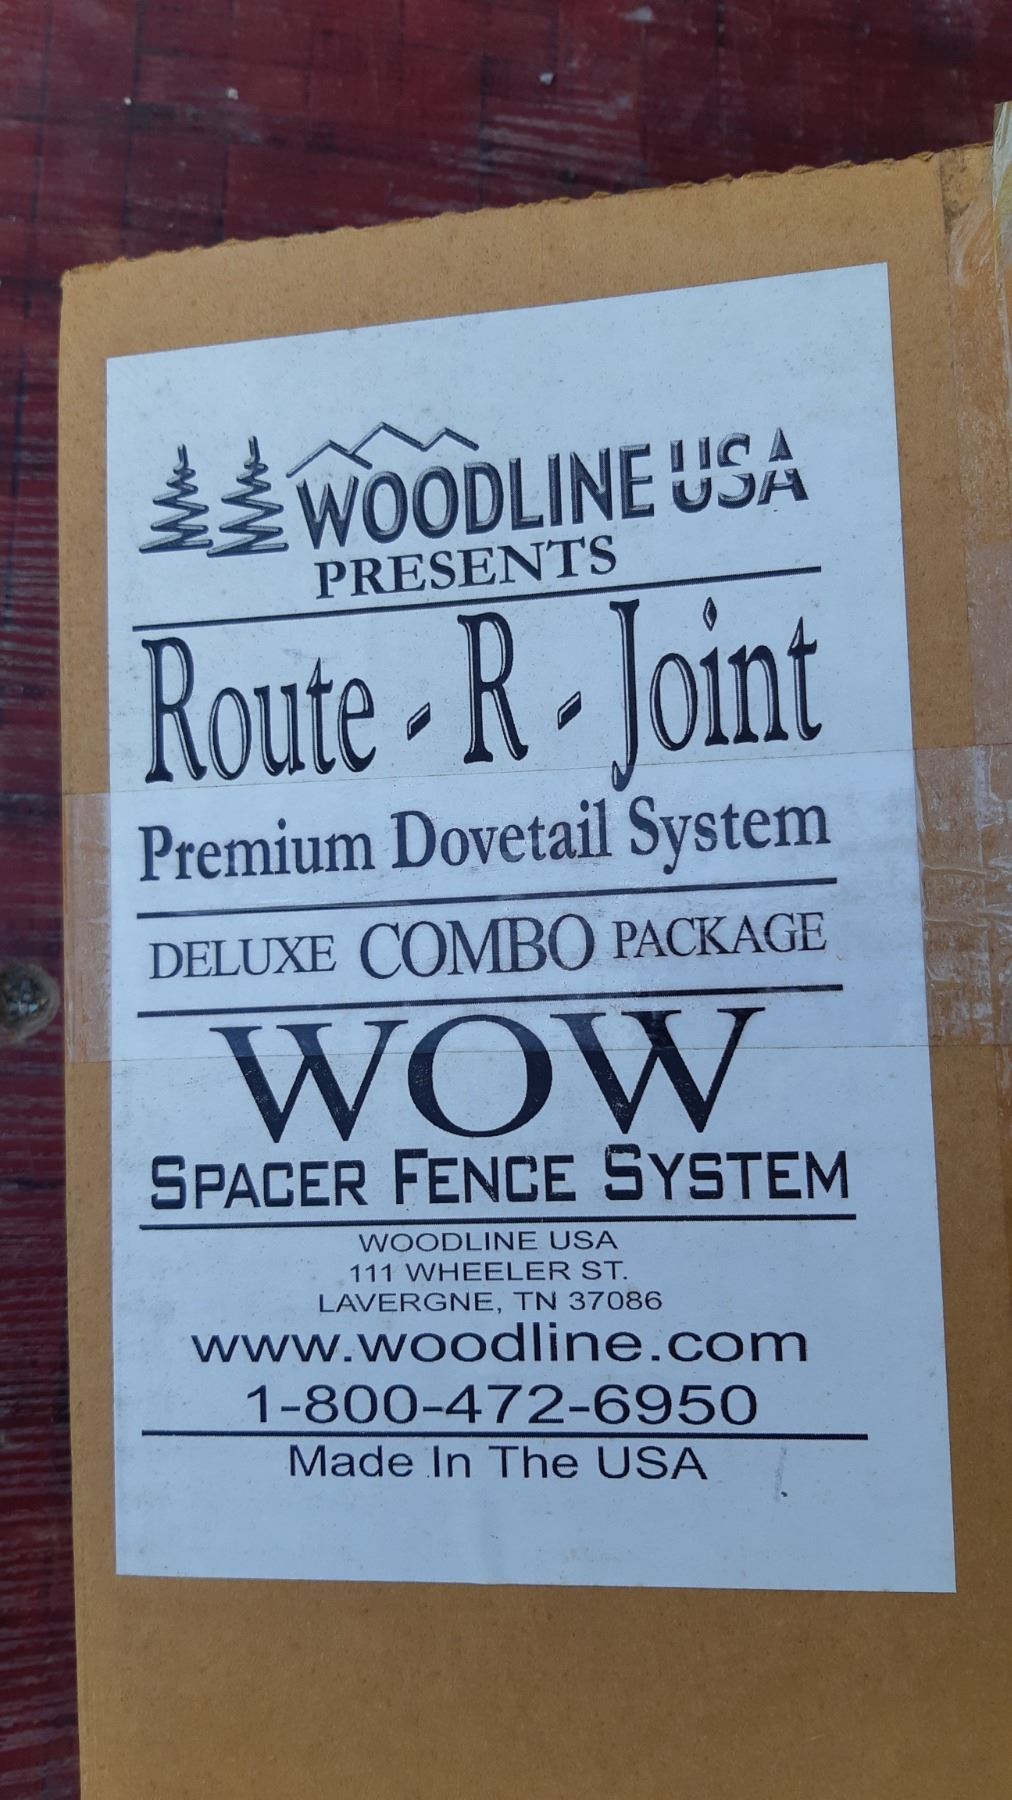 WOODLINE USA
PRESENTS
Route - R - Joint
Premium Dovetail System
DELUXE COMBO PACKAGE
WOW
SPACER FENCE SYSTEM
WOODLINE USA
111 WHEELER ST.
LAVERGNE, TN 37086
www.woodline.com
1-800-472-6950
Made In The USA